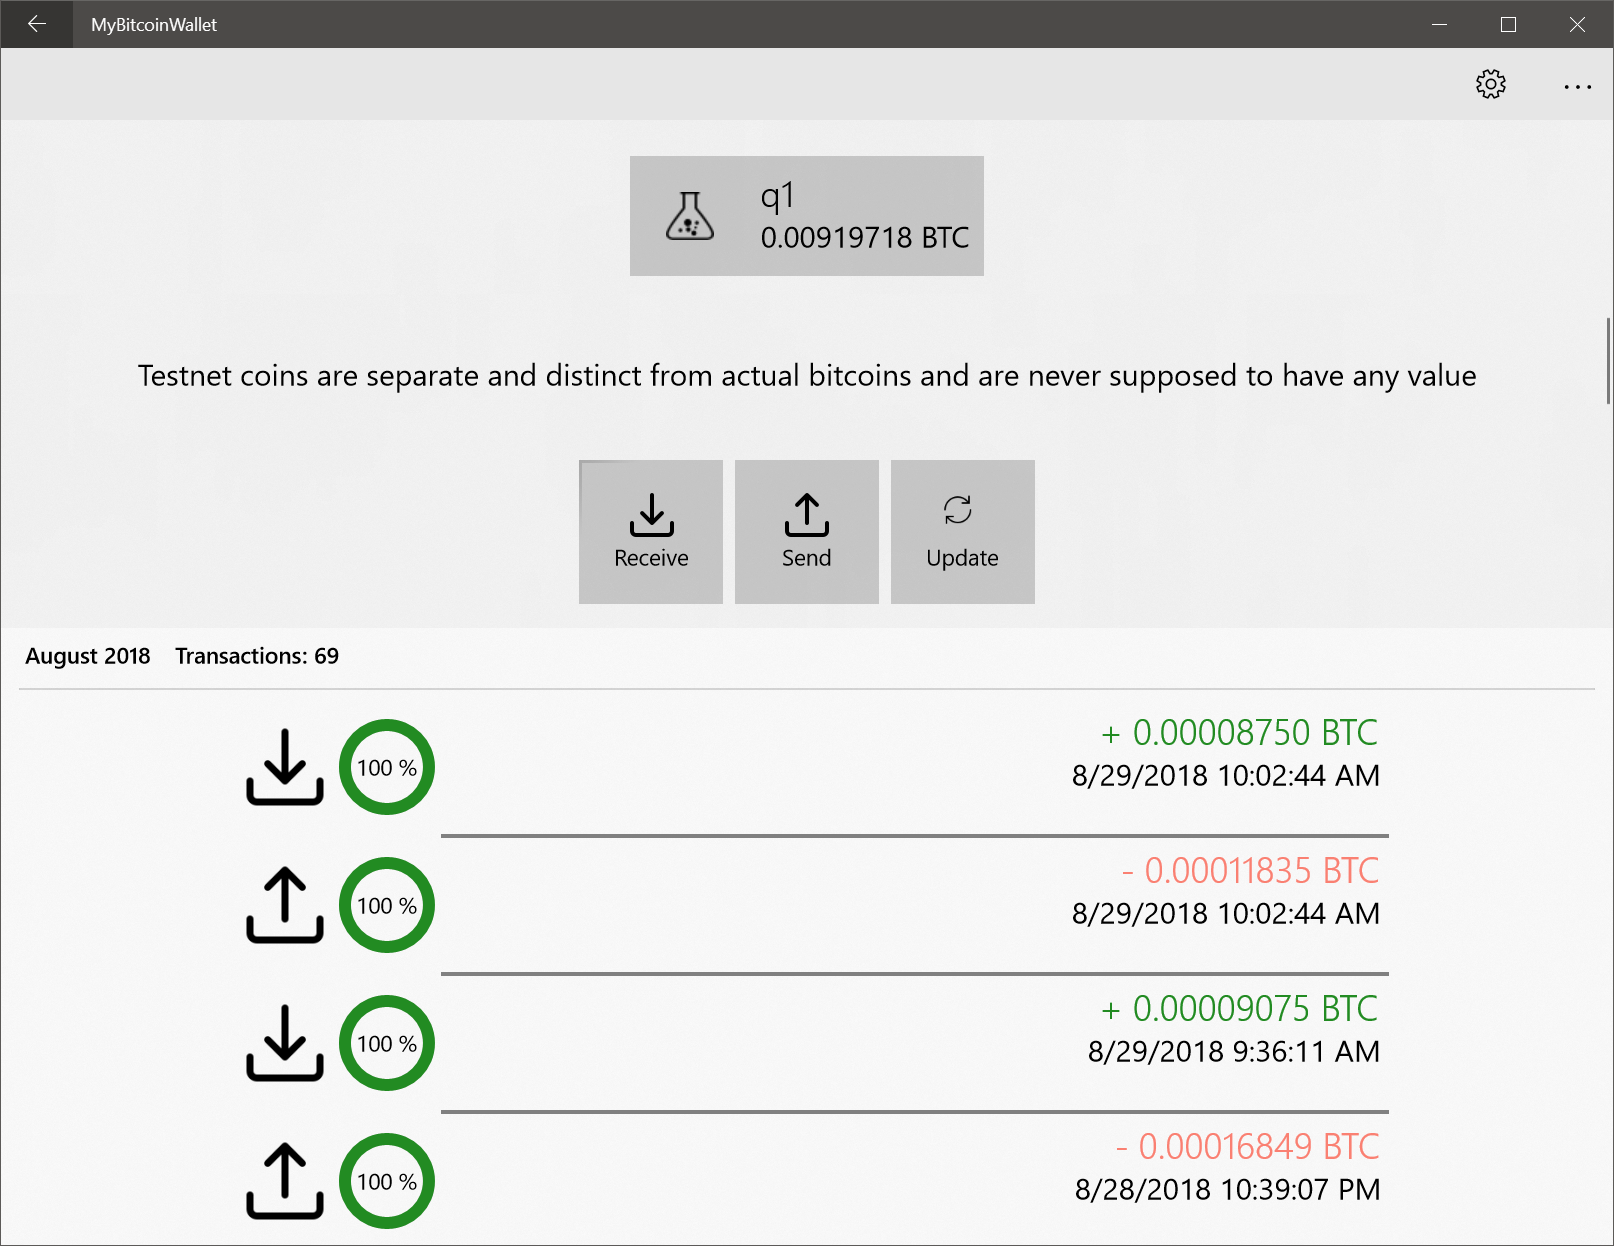 MyBitcoinWallet
q1
0.00919718 BTC
Testnet coins are separate and distinct from actual bitcoins and are never supposed to have any value
Receive
Send
Update
August 2018 Transactions: 69
100 %
+ 0.00008750 BTC
8/29/2018 10:02:44 AM
100 %
- 0.00011835 BTC
8/29/2018 10:02:44 AM
100 %
+ 0.00009075 BTC
8/29/2018 9:36:11 AM
100 %
- 0.00016849 BTC
8/28/2018 10:39:07 PM